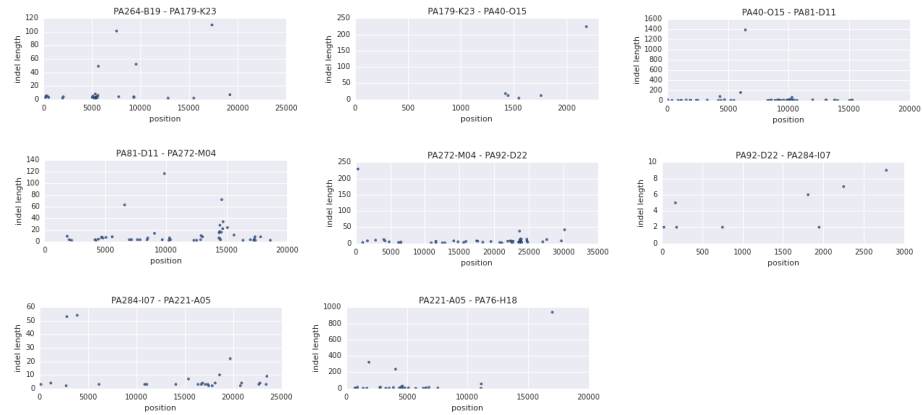 PA264-B19 - PA179-K23
120
100
80
60
40
20
0
indel length
0 5000 10000 15000 20000 25000
position
PA179-K23 - PA40-O15
250
200
150
100
50
0
indel length
0 500 1000 1500 2000
position
PA40-O15 - PA81-D11
1600
1400
1200
1000
800
600
400
200
0
indel length
0 5000 10000 15000 20000
position
PA81-D11 - PA272-M04
140
120
100
80
60
40
20
0
indel length
0 5000 10000 15000 20000
position
PA272-M04 - PA92-D22
250
200
150
100
50
0
indel length
0 5000 10000 15000 20000 25000 30000 35000
position
PA92-D22 - PA284-I07
10
8
6
4
2
0
indel length
0 500 1000 1500 2000 2500 3000
position
PA284-I07 - PA221-A05
60
50
40
30
20
10
0
indel length
0 5000 10000 15000 20000 25000
position
PA221-A05 - PA76-H18
1000
800
600
400
200
0
indel length
0 5000 10000 15000 20000
position